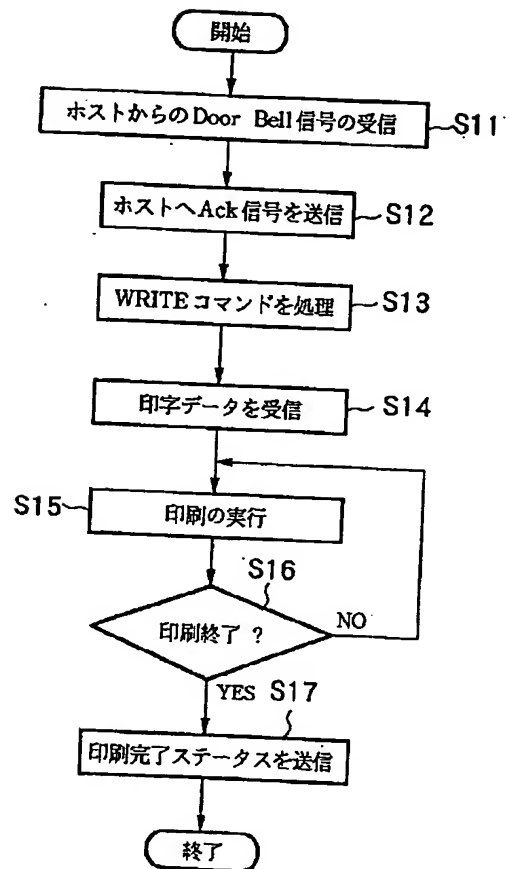 開始
ホストからのDoor Bell信号の受信
S11
ホストへAck信号を送信
S12
WRITEコマンドを処理
S13
印字データを受信
S14
S15
印刷の実行
S16
印刷終了 ?
NO
YES
S17
印刷完了ステータスを送信
終了